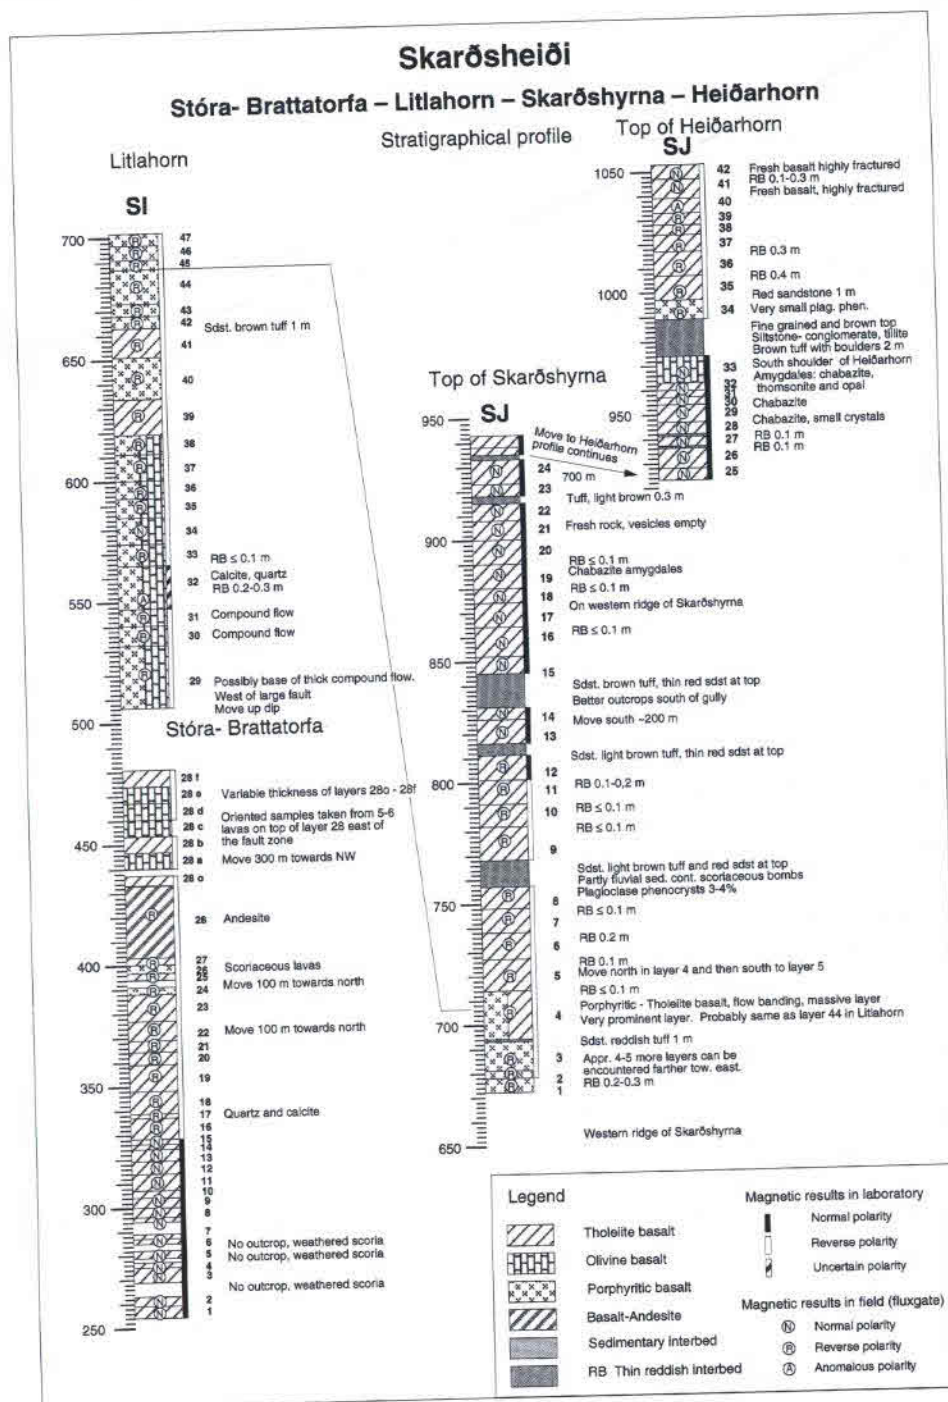 Skarðsheiði
Stóra- Brattatorfa – Litlahorn – Skarðshyrna – Heiðarhorn
Stratigraphical profile
Litlahorn
SI
700
650
600
550
500
47
46
45
44
43
42 Sdst. brown tuff 1 m
41
40
39
38
37
36
35
34
33 RB ≤ 0.1 m
32 Calcite, quartz
RB 0.2-0.3 m
31 Compound flow
30 Compound flow
29 Possibly base of thick compound flow.
West of large fault
Move up dip
Stóra- Brattatorfa
450
400
350
300
250
28 f
28 e Variable thickness of layers 28o - 28f
28 d Oriented samples taken from 5-6
28 c lavas on top of layer 28 east of
28 b the fault zone
28 a Move 300 m towards NW
28 o
28 Andesite
27
26 Scoriaceous lavas
25
24 Move 100 m towards north
23
22 Move 100 m towards north
21
20
19
18
17 Quartz and calcite
16
15
14
13
12
11
10
9
8
7
6 No outcrop, weathered scoria
5 No outcrop, weathered scoria
4
3
No outcrop, weathered scoria
2
1
Top of Skarðshyrna
SJ
950
900
850
800
750
700
650
Move to Heiðarhorn
profile continues
700 m
24
23 Tuff, light brown 0.3 m
22
21 Fresh rock, vesicles empty
20
RB ≤ 0.1 m
19 Chabazite amygdales
RB ≤ 0.1 m
18
On western ridge of Skarðshyrna
17
16 RB ≤ 0.1 m
15
Sdst. brown tuff, thin red sdst at top
Better outcrops south of gully
14 Move south ~200 m
13
Sdst. light brown tuff, thin red sdst at top
12
RB 0.1-0,2 m
11
10 RB ≤ 0.1 m
RB ≤ 0.1 m
9
Sdst. light brown tuff and red sdst at top
Partly fluvial sed. cont. scoriaceous bombs
Plagioclase phenocrysts 3-4%
8
RB ≤ 0.1 m
7
RB 0.2 m
6
RB 0.1 m
5 Move north in layer 4 and then south to layer 5
RB ≤ 0.1 m
Porphyritic - Tholeite basalt, flow banding, massive layer
4 Very prominent layer. Probably same as layer 44 in Litlahorn
Sdst. reddish tuff 1 m
3 Appr. 4-5 more layers can be
encountered farther tow. east.
2 RB 0.2-0.3 m
1
Western ridge of Skarðshyrna
Top of Heiðarhorn
SJ
1050
1000
950
42 Fresh basalt highly fractured
RB 0.1-0.3 m
41 Fresh basalt, highly fractured
40
39
38
37 RB 0.3 m
36
RB 0.4 m
35
Red sandstone 1 m
34 Very small plag. phen.
Fine grained and brown top
Siltstone- conglomerate, tillite
Brown tuff with boulders 2 m
South shoulder of Heiðarhorn
33 Amygdales: chabazite,
32 thomsonite and opal
31
30 Chabazite
29
Chabazite, small crystals
28
27 RB 0.1 m
RB 0.1 m
26
25
Legend
Tholeiite basalt
Olivine basalt
Porphyritic basalt
Basalt-Andesite
Sedimentary interbed
RB Thin reddish interbed
Magnetic results in laboratory
Normal polarity
Reverse polarity
Uncertain polarity
Magnetic results in field (fluxgate)
N Normal polarity
R Reverse polarity
A Anomalous polarity